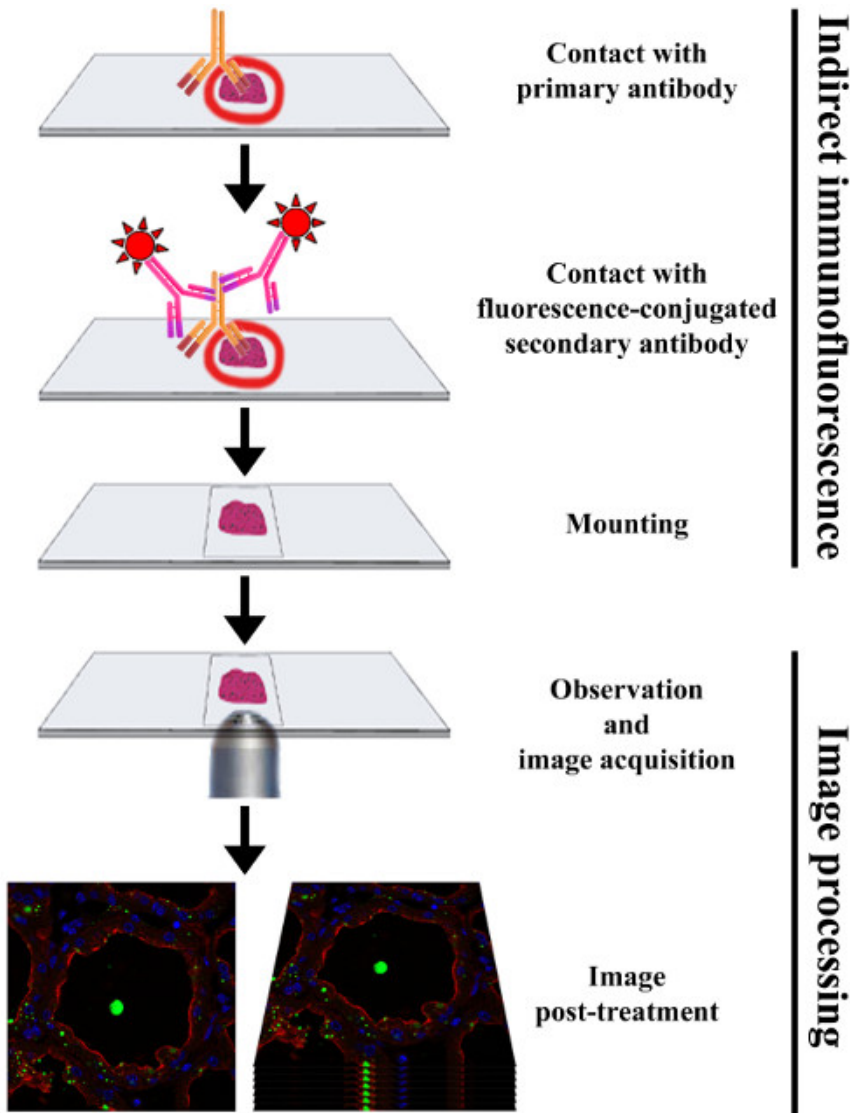 Contact with
primary antibody
Contact with
fluorescence-conjugated
secondary antibody
Mounting
Indirect immunofluorescence
Observation
and
image acquisition
Image
post-treatment
Image processing